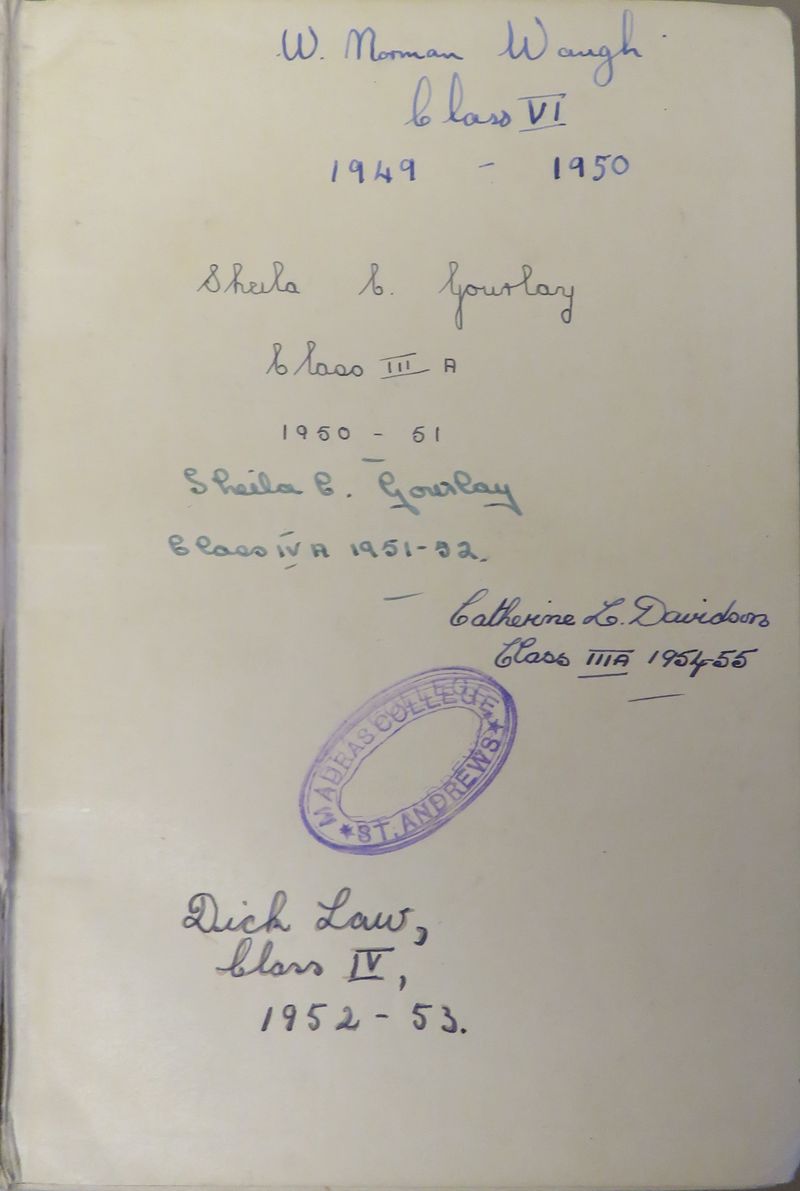 W. Norman Waugh
Class VI
1949 - 1950
Sheila C. Gourlay
Class III A
1950 - 51
Sheila C. Gourlay
Class IV A 1951-52.
Catherine L. Davidson
Class IIIA 1954-55
MADRAS COLLEGE,
★ ST. ANDREWS ★
Dick Law,
Class IV,
1952 - 53.